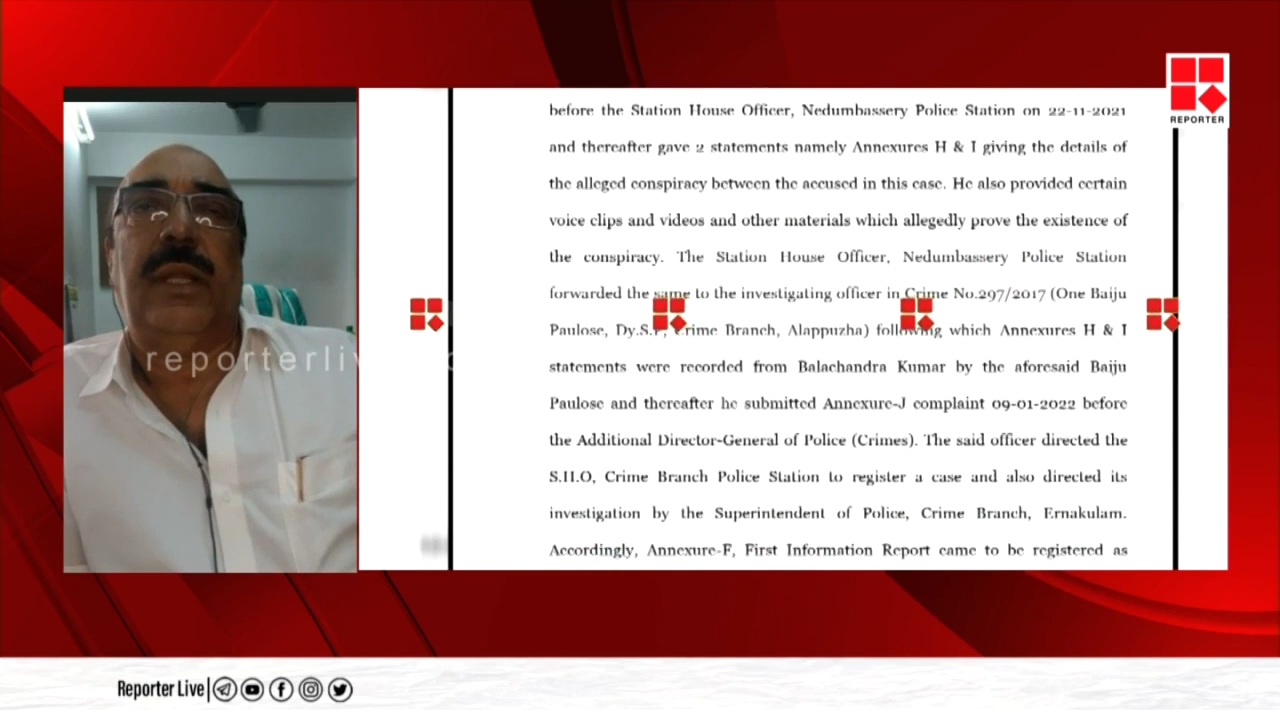 REPORTER
before the Station House Officer, Nedumbassery Police Station on 22-11-2021
and thereafter gave 2 statements namely Annexures H & I giving the details of
the alleged conspiracy between the accused in this case. He also provided certain
voice clips and videos and other materials which allegedly prove the existence of
the conspiracy. The Station House Officer, Nedumbassery Police Station
forwarded the same to the investigating officer in Crime No.297/2017 (One Baiju
Paulose, Dy.S.P, Crime Branch, Alappuzha) following which Annexures H & I
reporterliv
statements were recorded from Balachandra Kumar by the aforesaid Baiju
Paulose and thereafter he submitted Annexure-J complaint 09-01-2022 before
the Additional Director-General of Police (Crimes). The said officer directed the
S.H.O, Crime Branch Police Station to register a case and also directed its
investigation by the Superintendent of Police, Crime Branch, Ernakulam.
Accordingly, Annexure-F, First Information Report came to be registered as
Reporter Live